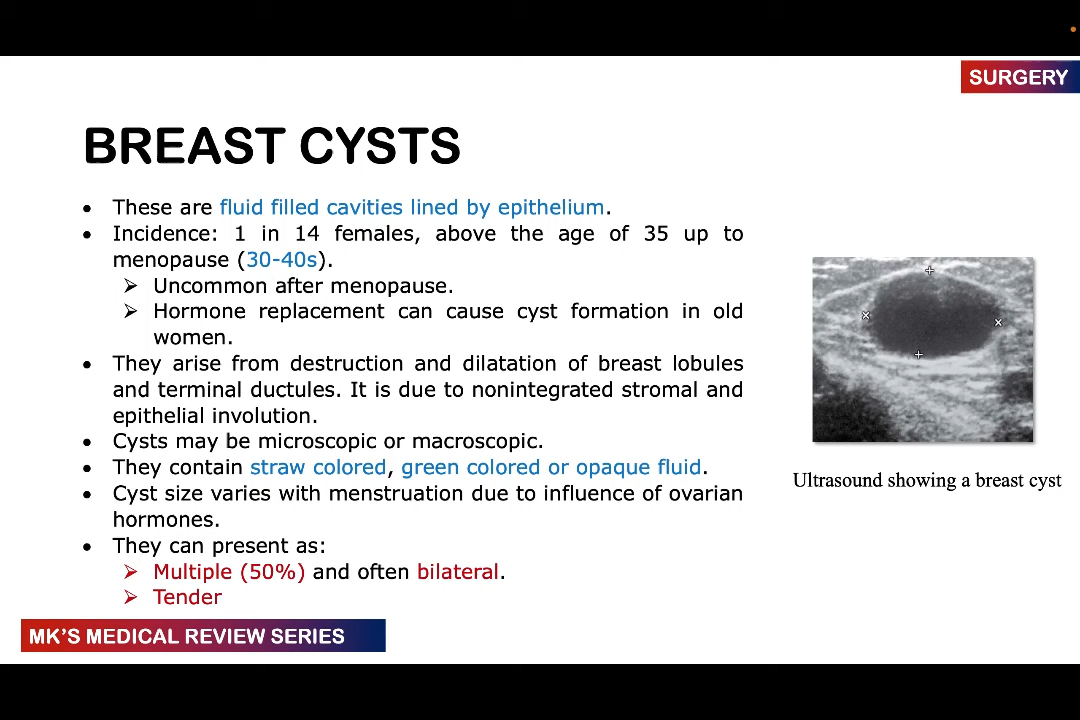 SURGERY
BREAST CYSTS
• These are fluid filled cavities lined by epithelium.
• Incidence: 1 in 14 females, above the age of 35 up to
menopause (30-40s).
➢ Uncommon after menopause.
➢ Hormone replacement can cause cyst formation in old
women.
• They arise from destruction and dilatation of breast lobules
and terminal ductules. It is due to nonintegrated stromal and
epithelial involution.
• Cysts may be microscopic or macroscopic.
• They contain straw colored, green colored or opaque fluid.
• Cyst size varies with menstruation due to influence of ovarian
hormones.
• They can present as:
➢ Multiple (50%) and often bilateral.
➢ Tender
Ultrasound showing a breast cyst
MK'S MEDICAL REVIEW SERIES